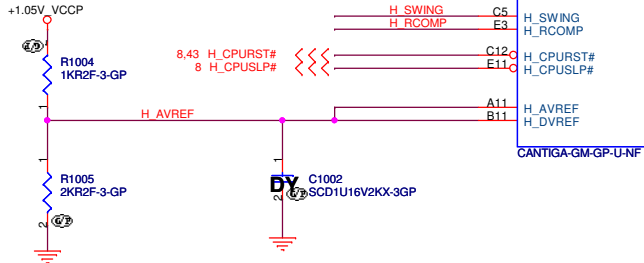 +1.05V_VCCP
H_SWING
C5
H_SWING
H_RCOMP
E3
H_RCOMP
G/P
R1004
1KR2F-3-GP
8,43 H_CPURST#
C12
H_CPURST#
8 H_CPUSLP#
E11
H_CPUSLP#
1
H_AVREF
A11
H_AVREF
B11
H_DVREF
CANTIGA-GM-GP-U-NF
1
R1005
2KR2F-3-GP
2
G/P
1
DY
C1002
SCD1U16V2KX-3GP
2
G/P